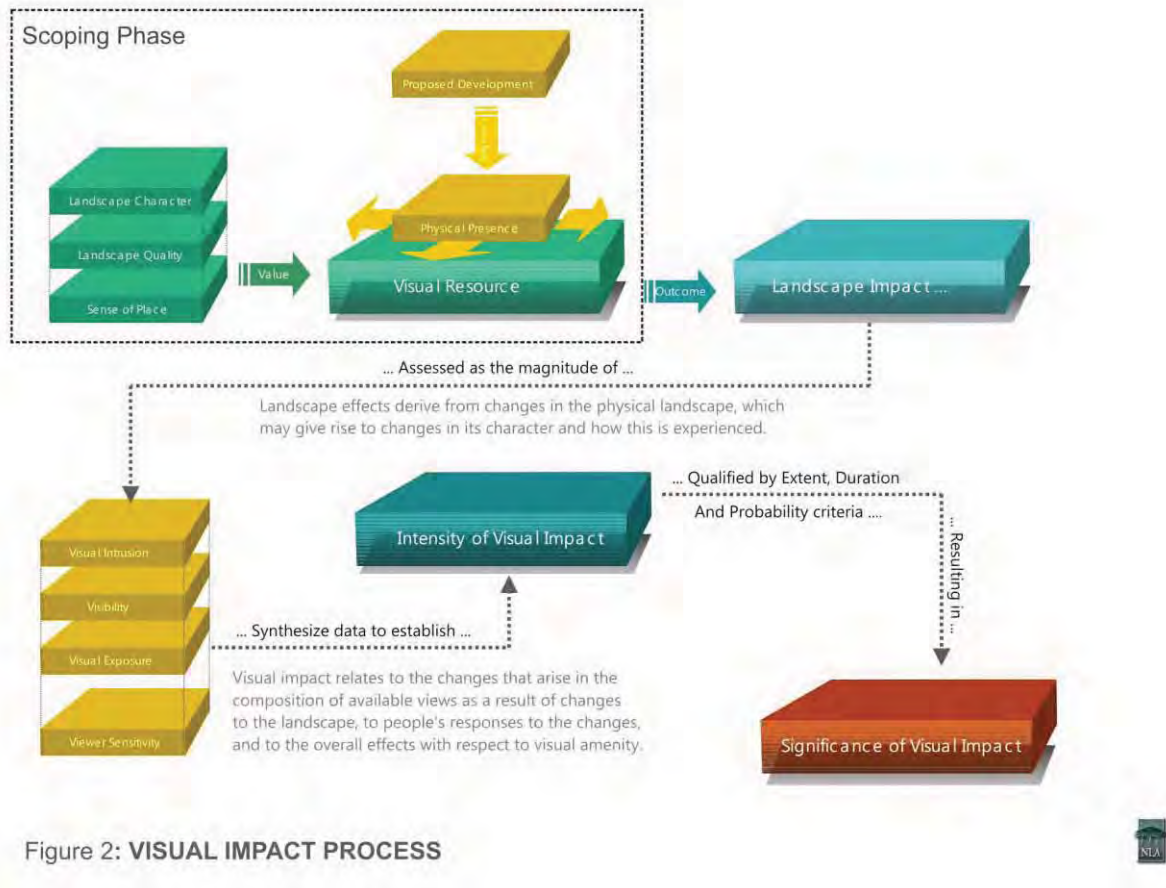 Scoping Phase
Proposed Development
Landscape Character
Landscape Quality
Sense of Place
Value
Physical Presence
Visual Resource
Outcome
Landscape Impact ...
... Assessed as the magnitude of ...
Landscape effects derive from changes in the physical landscape, which
may give rise to changes in its character and how this is experienced.
Visual Intrusion
Visibility
Visual Exposure
Viewer Sensitivity
... Synthesize data to establish ...
Visual impact relates to the changes that arise in the
composition of available views as a result of changes
to the landscape, to people's responses to the changes,
and to the overall effects with respect to visual amenity.
Intensity of Visual Impact
... Qualified by Extent, Duration
And Probability criteria ....
... Resulting in ...
Significance of Visual Impact
Figure 2: VISUAL IMPACT PROCESS
NLA